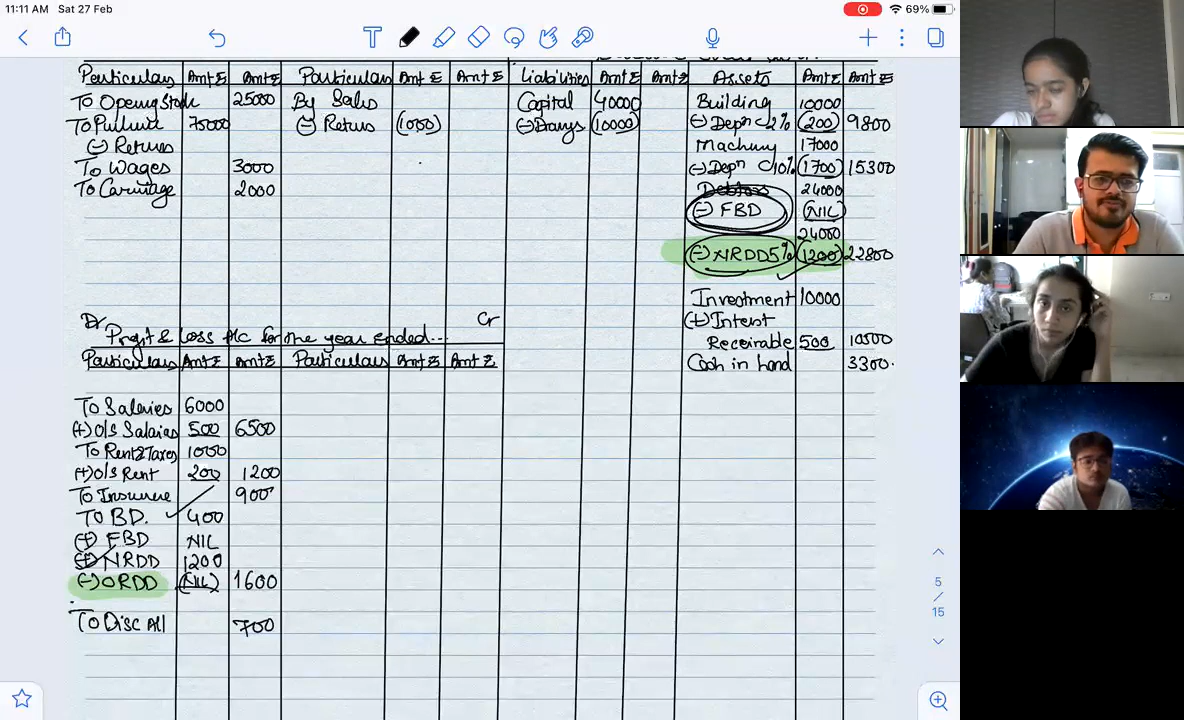 11:11 AM Sat 27 Feb
69%
Particulars Amt ₹ Amt ₹ Particulars Amt ₹ Amt ₹ Liabilities Amt ₹ Amt ₹ Assets Amt ₹ Amt ₹
To Opening Stock 25000 By Sales Capital 40000 Building 10000
To Purchase 75000 (-) Returns (1000) (-) Drawgs (10000) (-) Depn 2% (200) 9800
(-) Returns Machinery 17000
To Wages 3000 (-) Depn 10% (1700) 15300
To Carriage 2000 Debtors 24000
(-) FBD (NIL)
24000
(-) NRDD 5% (1200) 22800
Investment 10000
(+) Interest
Receivable 500 10500
Cash in hand 3300
Dr Cr
Profit & Loss A/c for the year ended...
Particulars Amt ₹ Amt ₹ Particulars Amt ₹ Amt ₹
To Salaries 6000
(+) O/S Salaries 500 6500
To Rent & Taxes 1000
(+) O/S Rent 200 1200
To Insurance 900
To BD. 400
(+) FBD NIL
(+) NRDD 1200
(-) ORDD (NIL) 1600
To Disc All 700
5
/
15